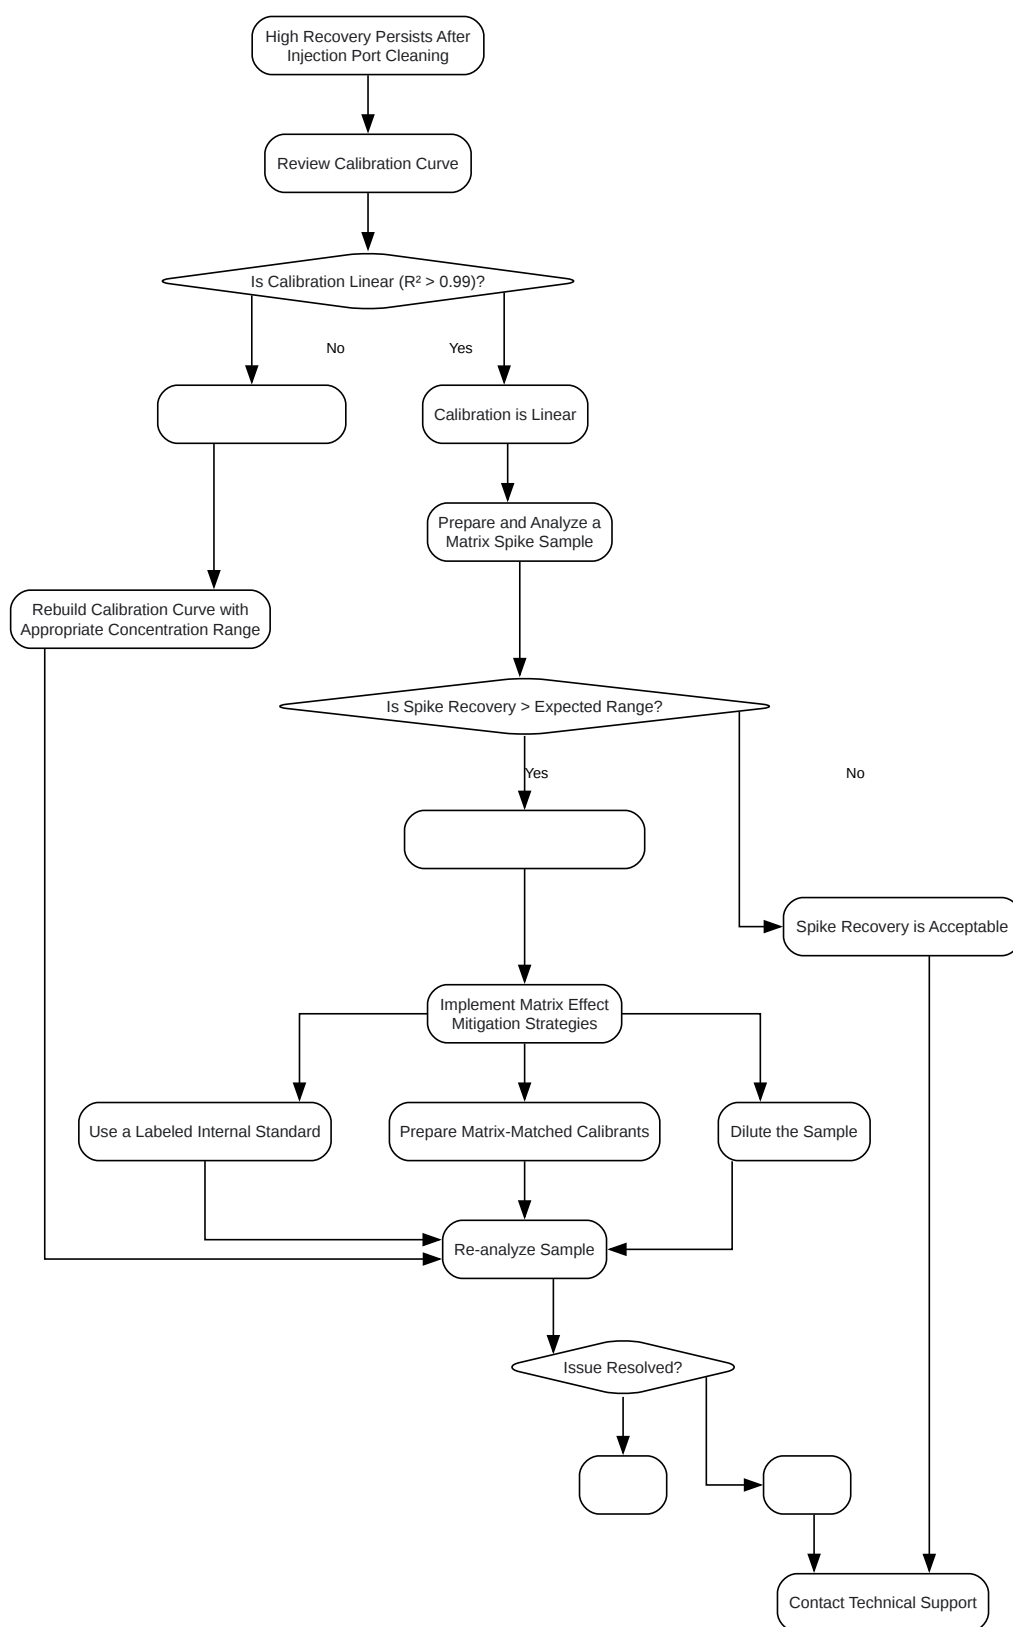 High Recovery Persists After
Injection Port Cleaning
Review Calibration Curve
Is Calibration Linear (R² > 0.99)?
No
Yes
Calibration is Linear
Prepare and Analyze a
Matrix Spike Sample
Rebuild Calibration Curve with
Appropriate Concentration Range
Is Spike Recovery > Expected Range?
Yes
No
Spike Recovery is Acceptable
Implement Matrix Effect
Mitigation Strategies
Use a Labeled Internal Standard
Prepare Matrix-Matched Calibrants
Dilute the Sample
Re-analyze Sample
Issue Resolved?
Contact Technical Support